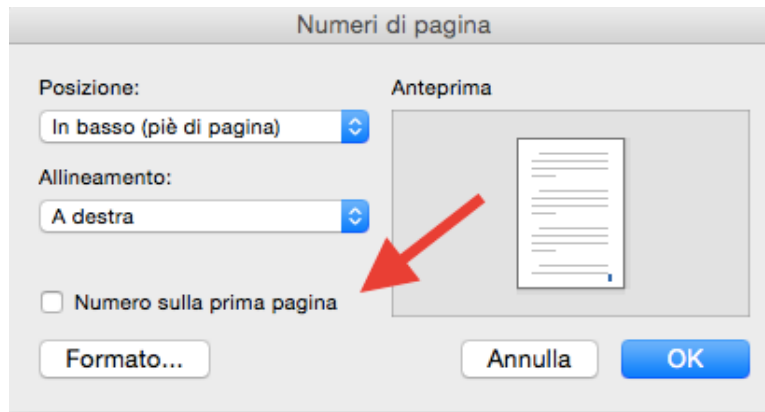 Numeri di pagina
Posizione:
In basso (piè di pagina)
Allineamento:
A destra
Numero sulla prima pagina
Formato...
Anteprima
Annulla
OK